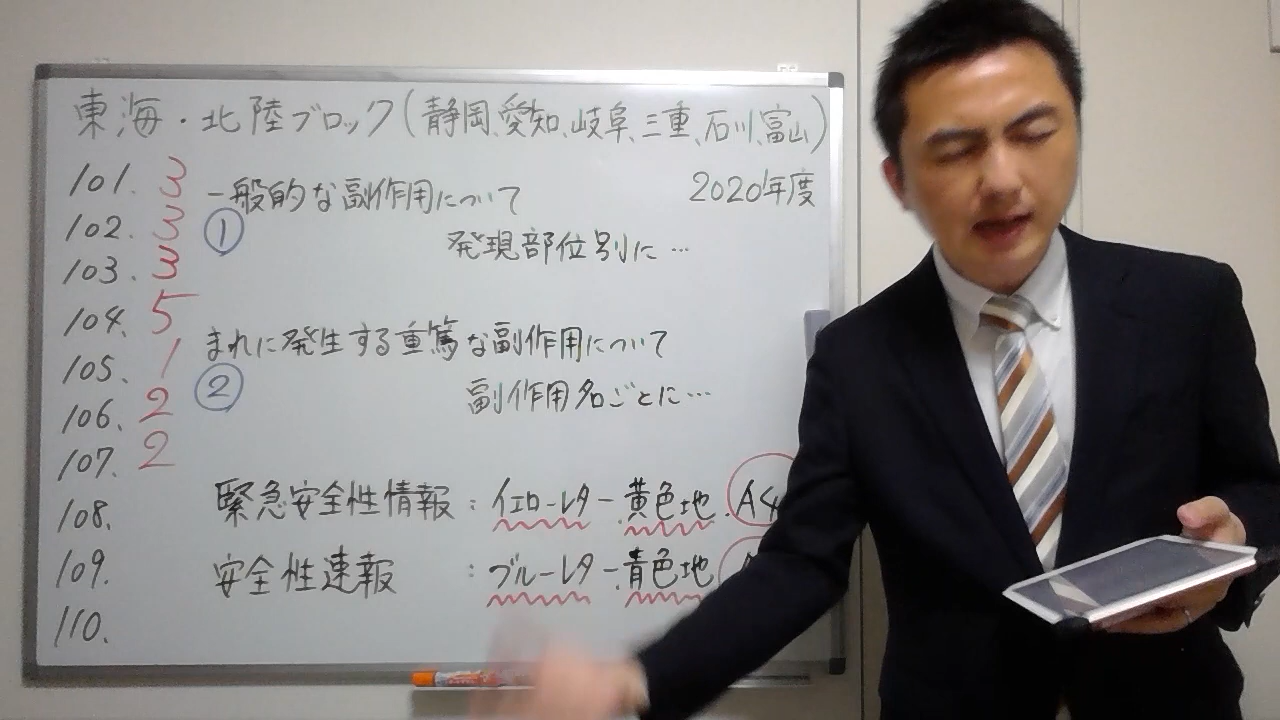 東海・北陸ブロック(静岡、愛知、岐阜、三重、石川、富山)
2020年度
101. 3
102. 3
103. 3
104. 5
105. 1
106. 2
107. 2
108.
109.
110.
一般的な副作用について
① 発現部位別に…
まれに発生する重篤な副作用について
② 副作用名ごとに…
緊急安全性情報：イエローレター.黄色地.A4
安全性速報：ブルーレター.青色地